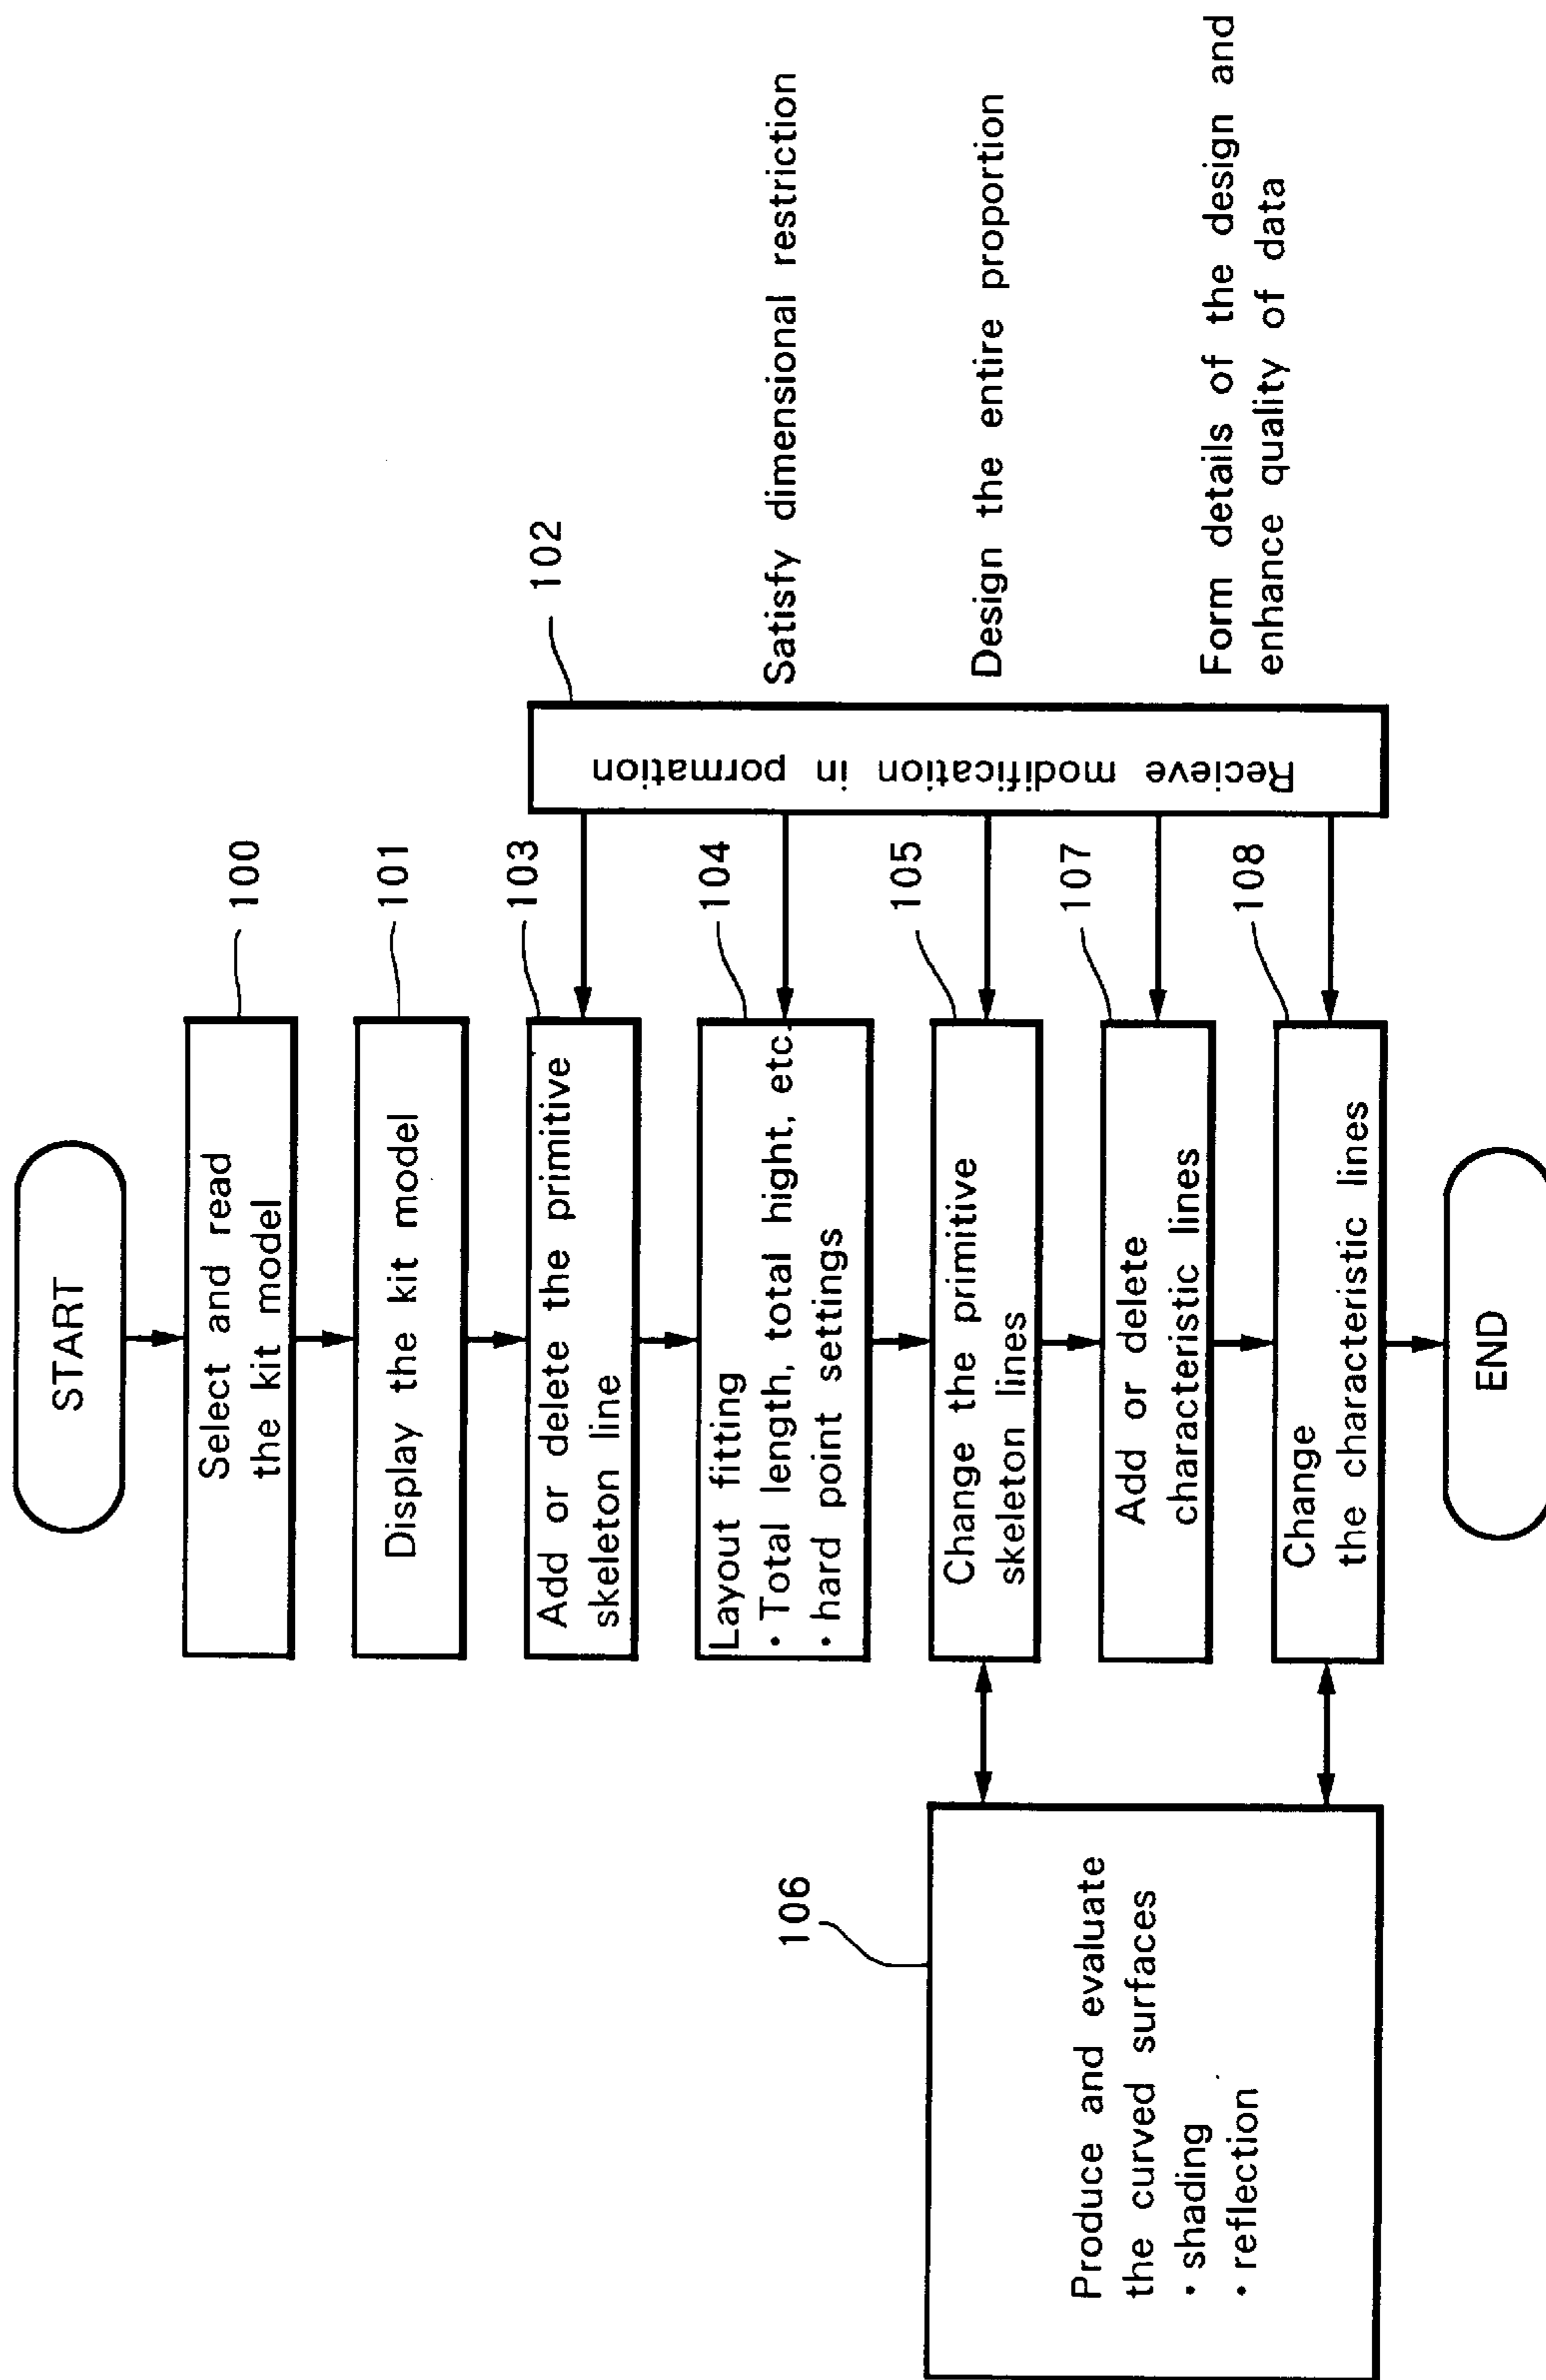 START
Select and read
the kit model
100
Display the kit model
101
102
Add or delete the primitive
skeleton line
103
Recieve modification in pormation
Layout fitting
• Total length, total hight, etc.
• hard point settings
104
Satisfy dimensional restriction
Change the primitive
skeleton lines
105
Design the entire proportion
106
Produce and evaluate
the curved surfaces
• shading
• reflection
Add or delete
characteristic lines
107
Change
the characteristic lines
108
Form details of the design and
enhance quality of data
END